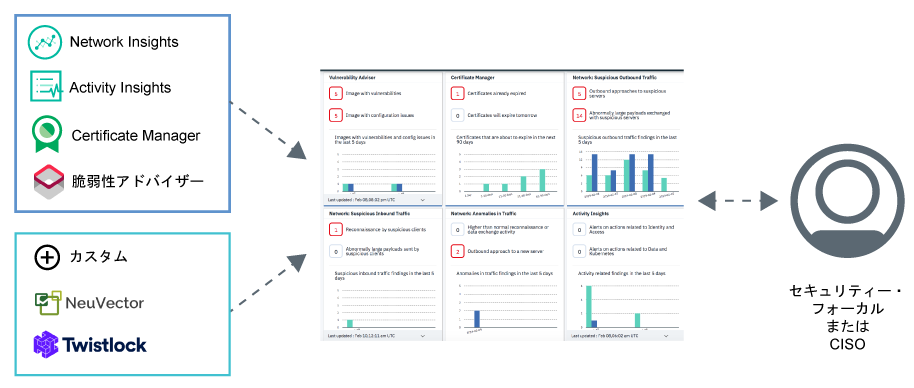 Network Insights
Activity Insights
Certificate Manager
脆弱性アドバイザー
カスタム
NeuVector
Twistlock
Vulnerability Adviser
5 Image with vulnerabilities
5 Image with configuration issues
Images with vulnerabilities and config issues in
the last 5 days
Last updated : Feb 08,06:02 pm UTC
Certificate Manager
1 Certificates already expired
0 Certificates will expire tomorrow
Certificates that are about to expire in the next
90 days
Network: Suspicious Outbound Traffic
5 Outbound approaches to suspicious
servers
14 Abnormally large payloads exchanged
with suspicious servers
Suspicious outbound traffic findings in the last
5 days
Network: Suspicious Inbound Traffic
1 Reconnaissance by suspicious clients
0 Abnormally large payloads sent by
suspicious clients
Suspicious inbound traffic findings in the last 5
days
Last updated : Feb 10,12:11 am UTC
Network: Anomalies in Traffic
0 Higher than normal reconnaissance or
data exchange activity
2 Outbound approach to a new server
Anomalies in traffic findings in the last 5 days
Activity Insights
0 Alerts on actions related to Identity and
Access
0 Alerts on actions related to Data and
Kubernetes
Activity related findings in the last 5 days
Last updated : Feb 08,06:02 am UTC
セキュリティー・
フォーカル
または
CISO